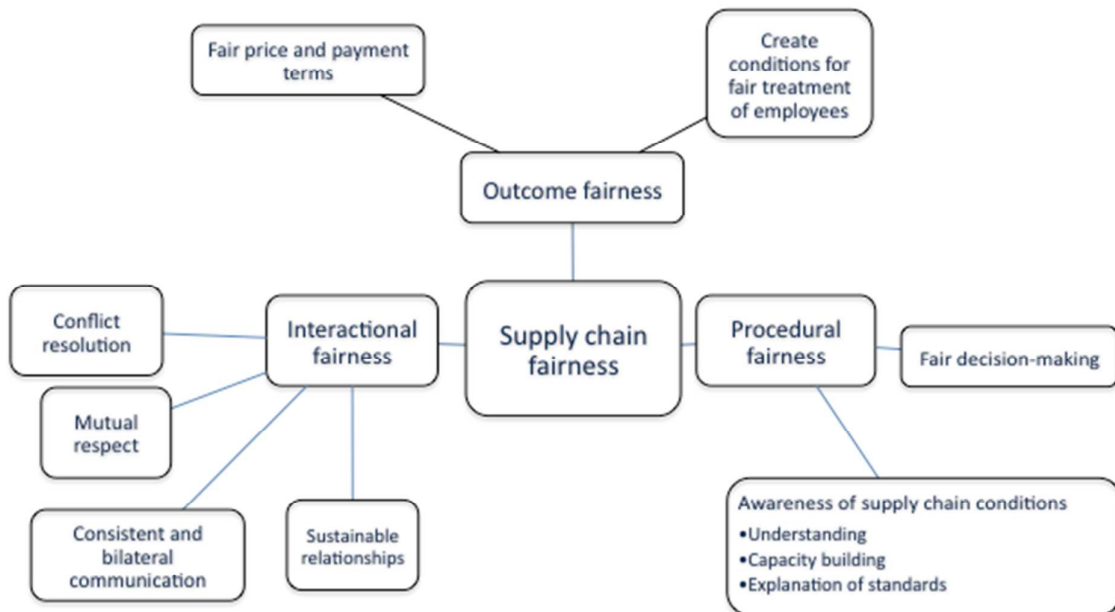 Fair price and payment
terms
Create
conditions for
fair treatment
of employees
Outcome fairness
Conflict
resolution
Interactional
fairness
Supply chain
fairness
Procedural
fairness
Fair decision-making
Mutual
respect
Consistent and
bilateral
communication
Sustainable
relationships
Awareness of supply chain conditions
•Understanding
•Capacity building
•Explanation of standards